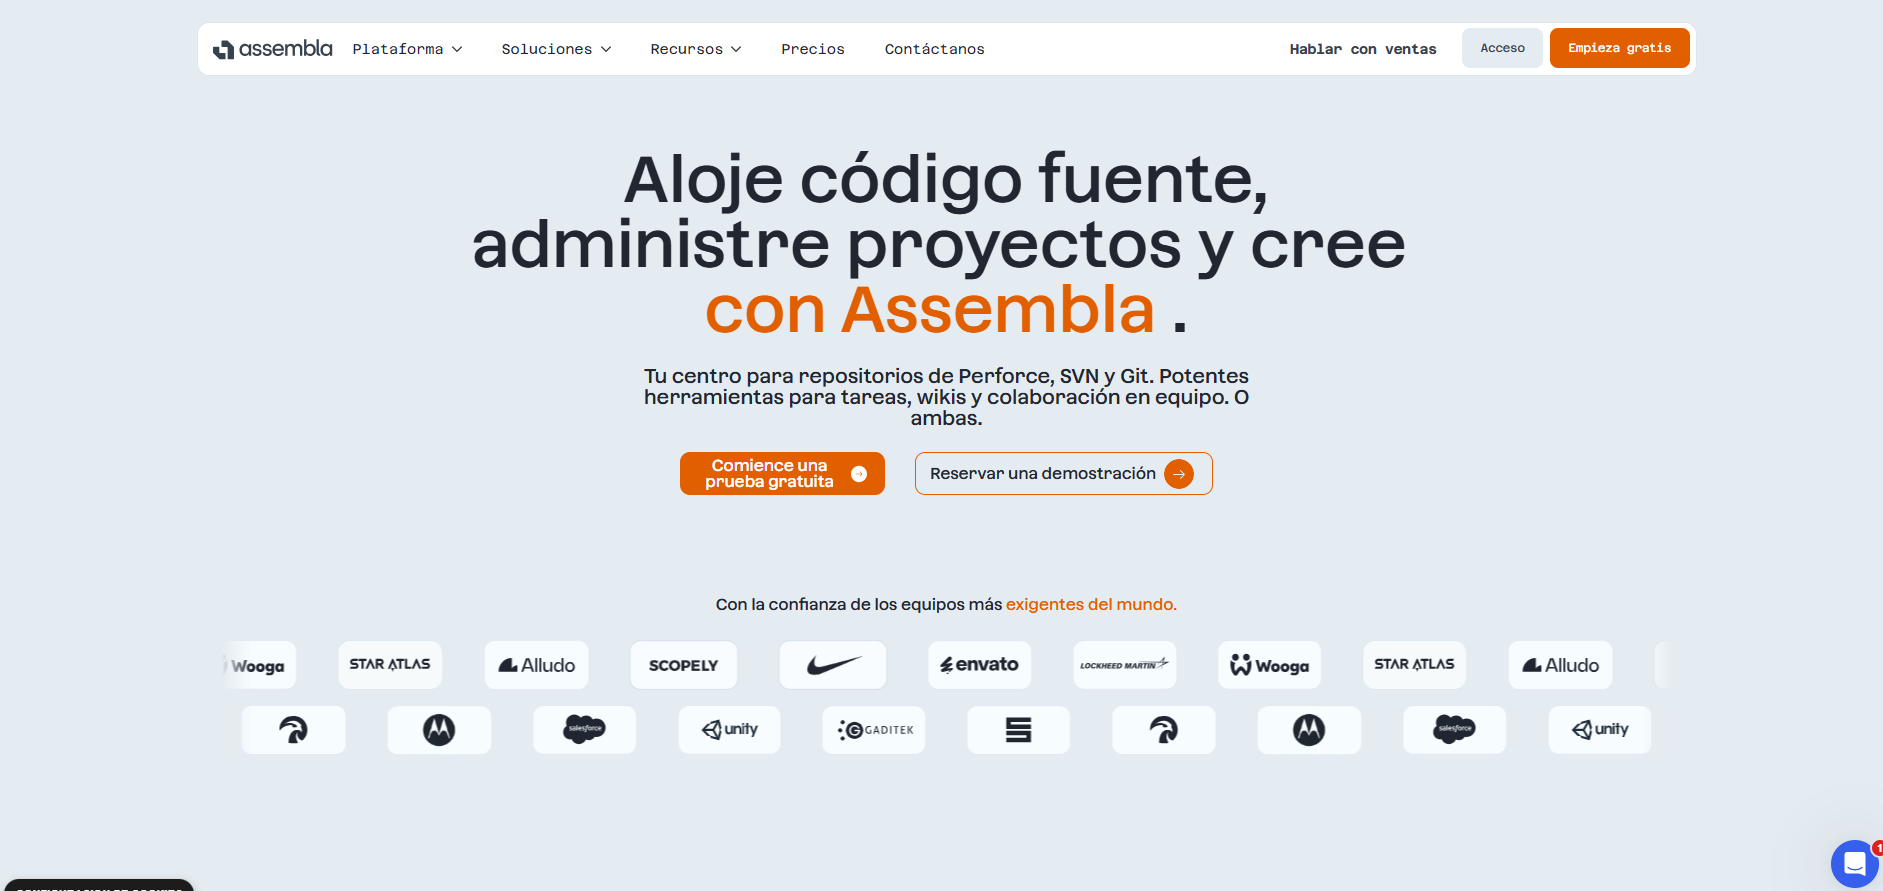 assembla Plataforma Soluciones Recursos Precios Contáctanos Hablar con ventas Acceso Empieza gratis
Aloje código fuente,
administre proyectos y cree
con Assembla .
Tu centro para repositorios de Perforce, SVN y Git. Potentes
herramientas para tareas, wikis y colaboración en equipo. O
ambas.
Comience una
prueba gratuita
Reservar una demostración
Con la confianza de los equipos más exigentes del mundo.
Wooga STAR ATLAS Alludo SCOPELY envato LOCKHEED MARTIN Wooga STAR ATLAS Alludo
salesforce unity GADITEK salesforce unity
1